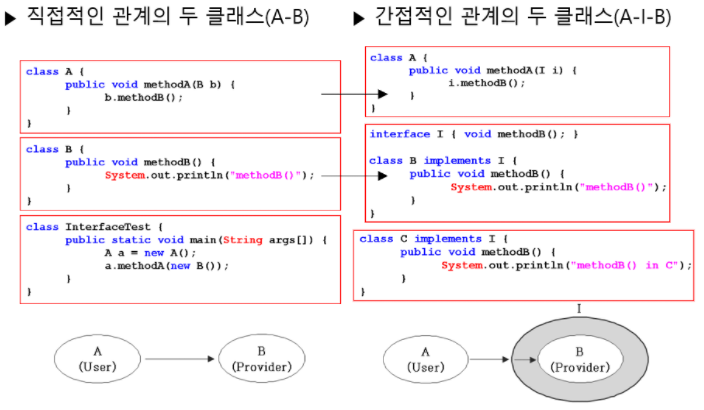 ▶ 직접적인 관계의 두 클래스(A-B)
class A {
public void methodA(B b) {
b.methodB();
}
}
class B {
public void methodB() {
System.out.println("methodB()");
}
}
class InterfaceTest {
public static void main(String args[]) {
A a = new A();
a.methodA(new B());
}
}
A
(User)
B
(Provider)
▶ 간접적인 관계의 두 클래스(A-I-B)
class A {
public void methodA(I i) {
i.methodB();
}
}
interface I { void methodB(); }
class B implements I {
public void methodB() {
System.out.println("methodB()");
}
}
class C implements I {
public void methodB() {
System.out.println("methodB() in C");
}
}
I
A
(User)
B
(Provider)